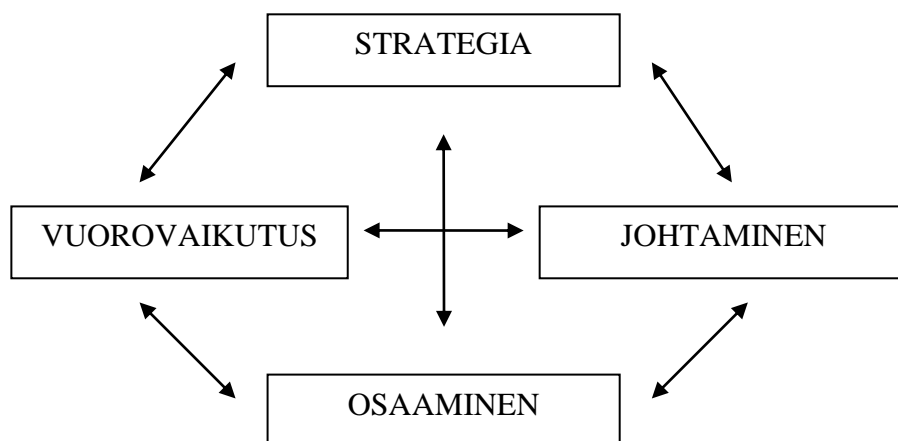 STRATEGIA
VUOROVAIKUTUS
JOHTAMINEN
OSAAMINEN